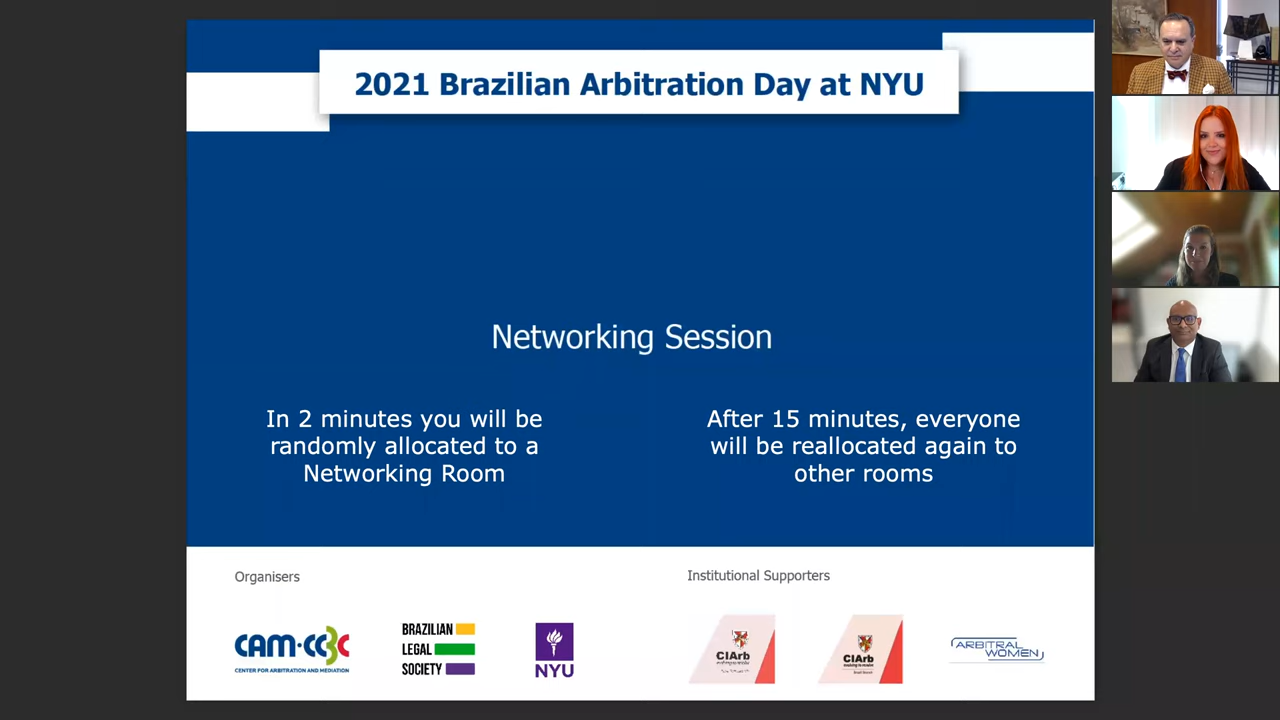 2021 Brazilian Arbitration Day at NYU
Networking Session
In 2 minutes you will be
randomly allocated to a
Networking Room
After 15 minutes, everyone
will be reallocated again to
other rooms
Organisers
Institutional Supporters
CAM-CCBC
CENTER FOR ARBITRATION AND MEDIATION
BRAZILIAN
LEGAL
SOCIETY
NYU
CIArb
CIArb
ARBITRAL
WOMEN